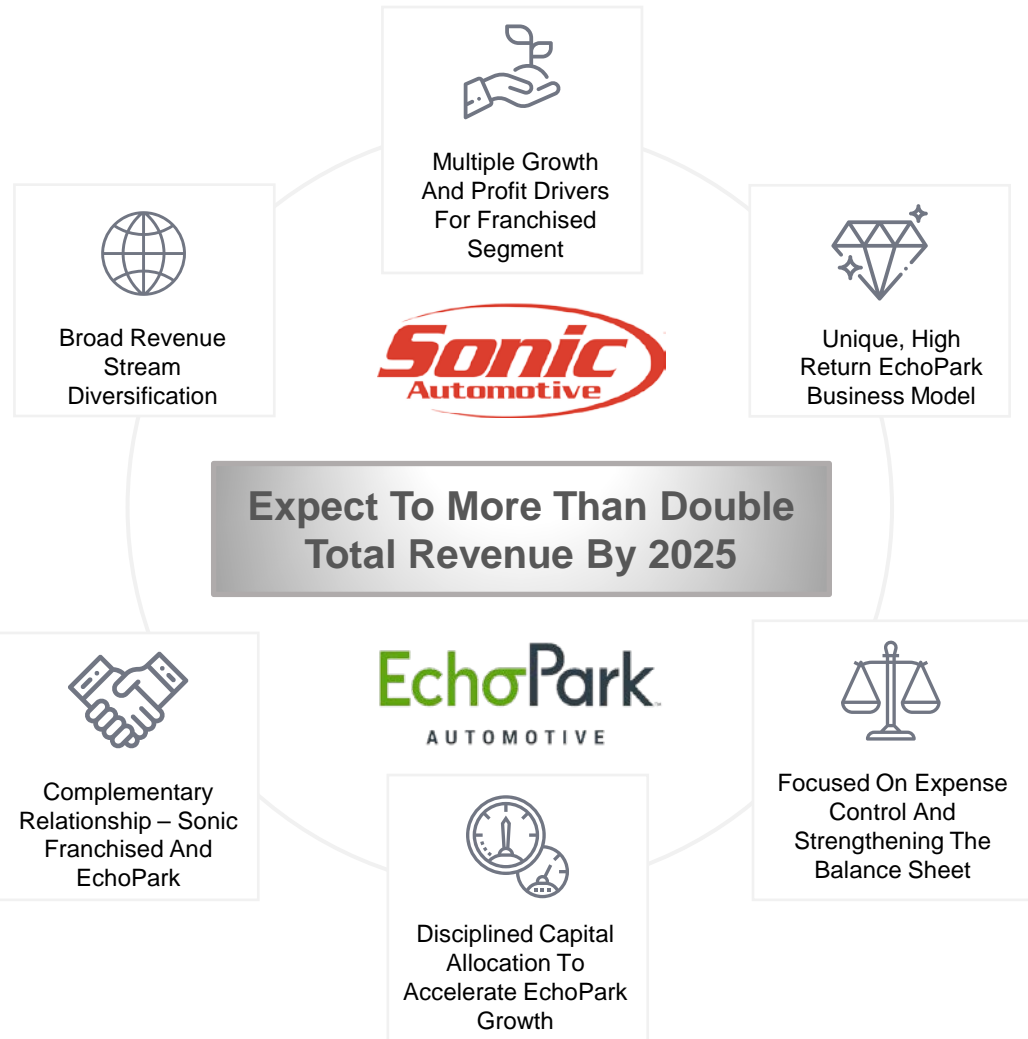 Multiple Growth
And Profit Drivers
For Franchised
Segment
Broad Revenue
Stream
Diversification
Sonic
Automotive
Unique, High
Return EchoPark
Business Model
Expect To More Than Double
Total Revenue By 2025
EchoPark
AUTOMOTIVE
Complementary
Relationship – Sonic
Franchised And
EchoPark
Focused On Expense
Control And
Strengthening The
Balance Sheet
Disciplined Capital
Allocation To
Accelerate EchoPark
Growth